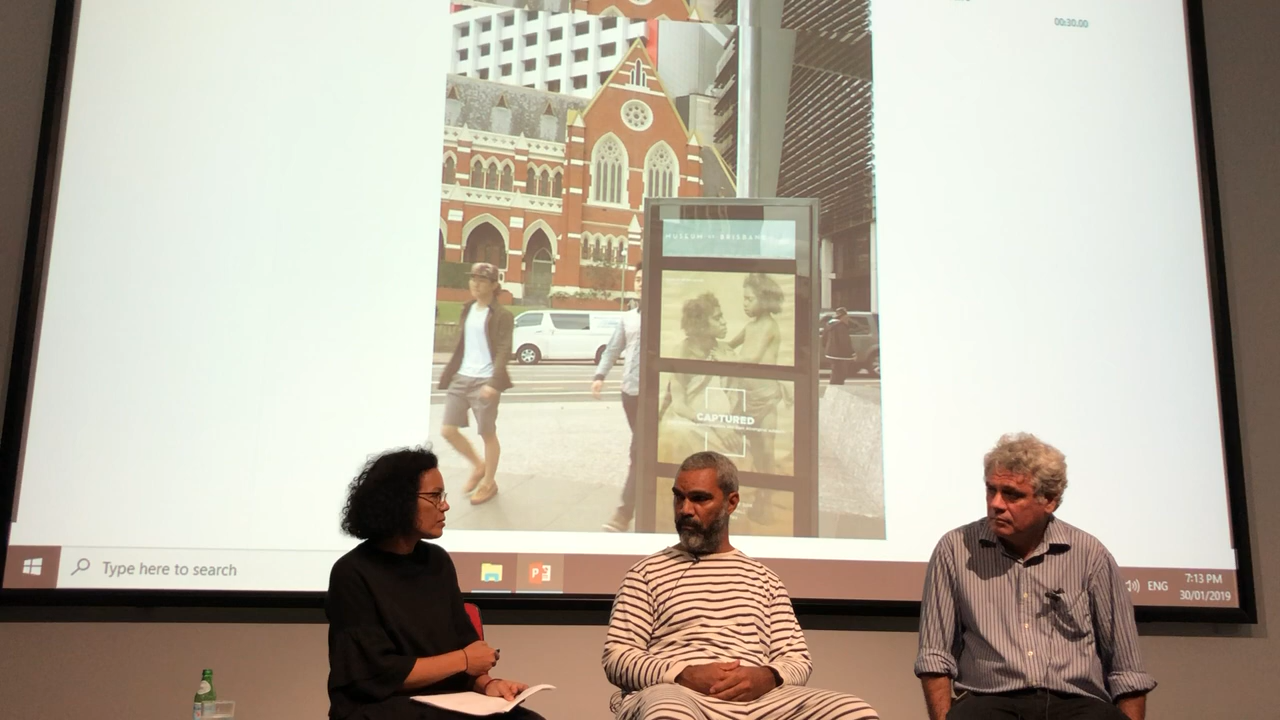 00:30.00
MUSEUM OF BRISBANE
CAPTURED
Type here to search
ENG
7:13 PM
30/01/2019